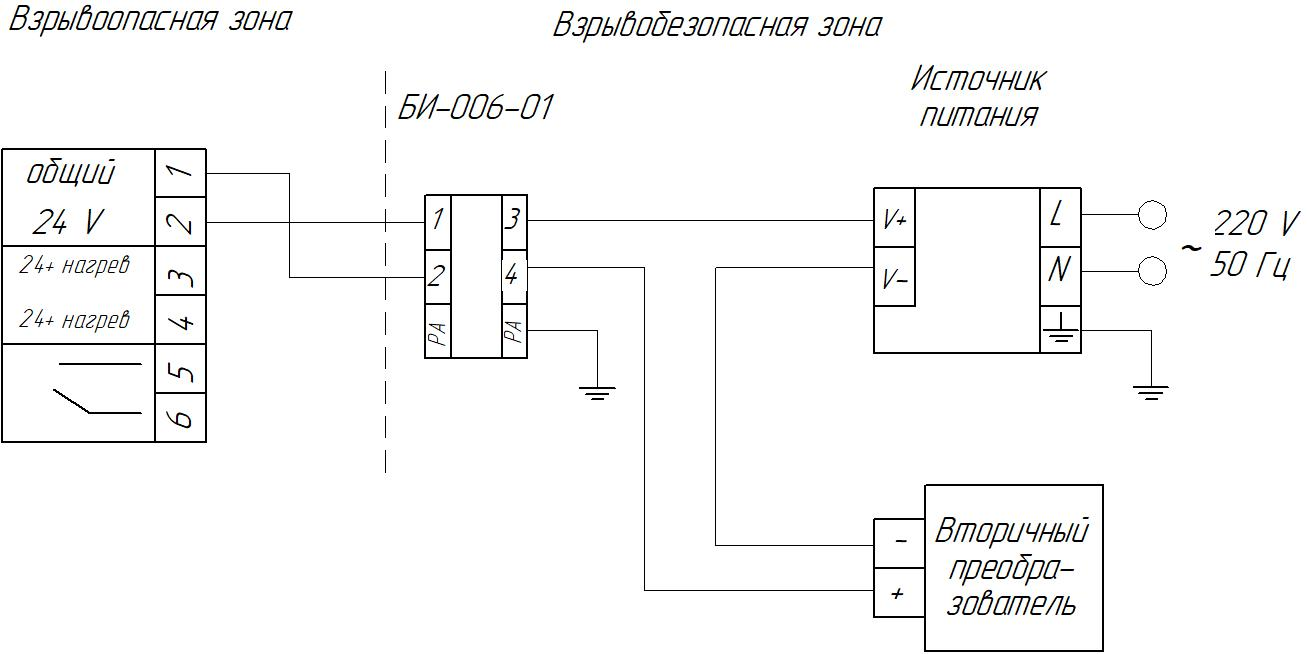 Взрывоопасная зона
Взрывобезопасная зона
БИ-006-01
Источник
питания
общий
1
24 V
2
24+ нагрев
3
24+ нагрев
4
5
6
1
3
2
4
PA
PA
V+
L
V-
N
220 V
~
50 Гц
-
+
Вторичный
преобра-
зователь